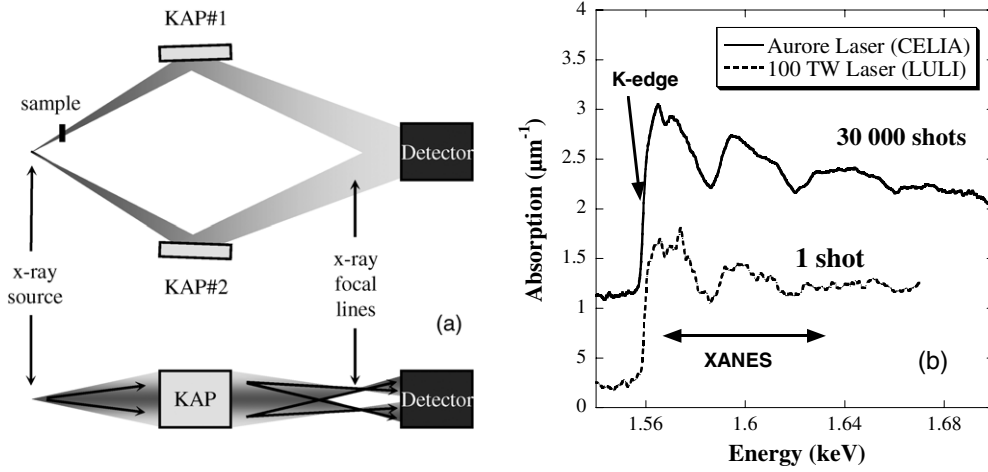 KAP#1
sample
Detector
KAP#2
x-ray
source
x-ray
focal
lines
(a)
KAP
Detector
4
3.5
3
2.5
2
1.5
1
5
0
Absorption (µm⁻¹)
Aurore Laser (CELIA)
100 TW Laser (LULI)
K-edge
30 000 shots
1 shot
XANES
(b)
1.56
1.6
1.64
1.68
Energy (keV)